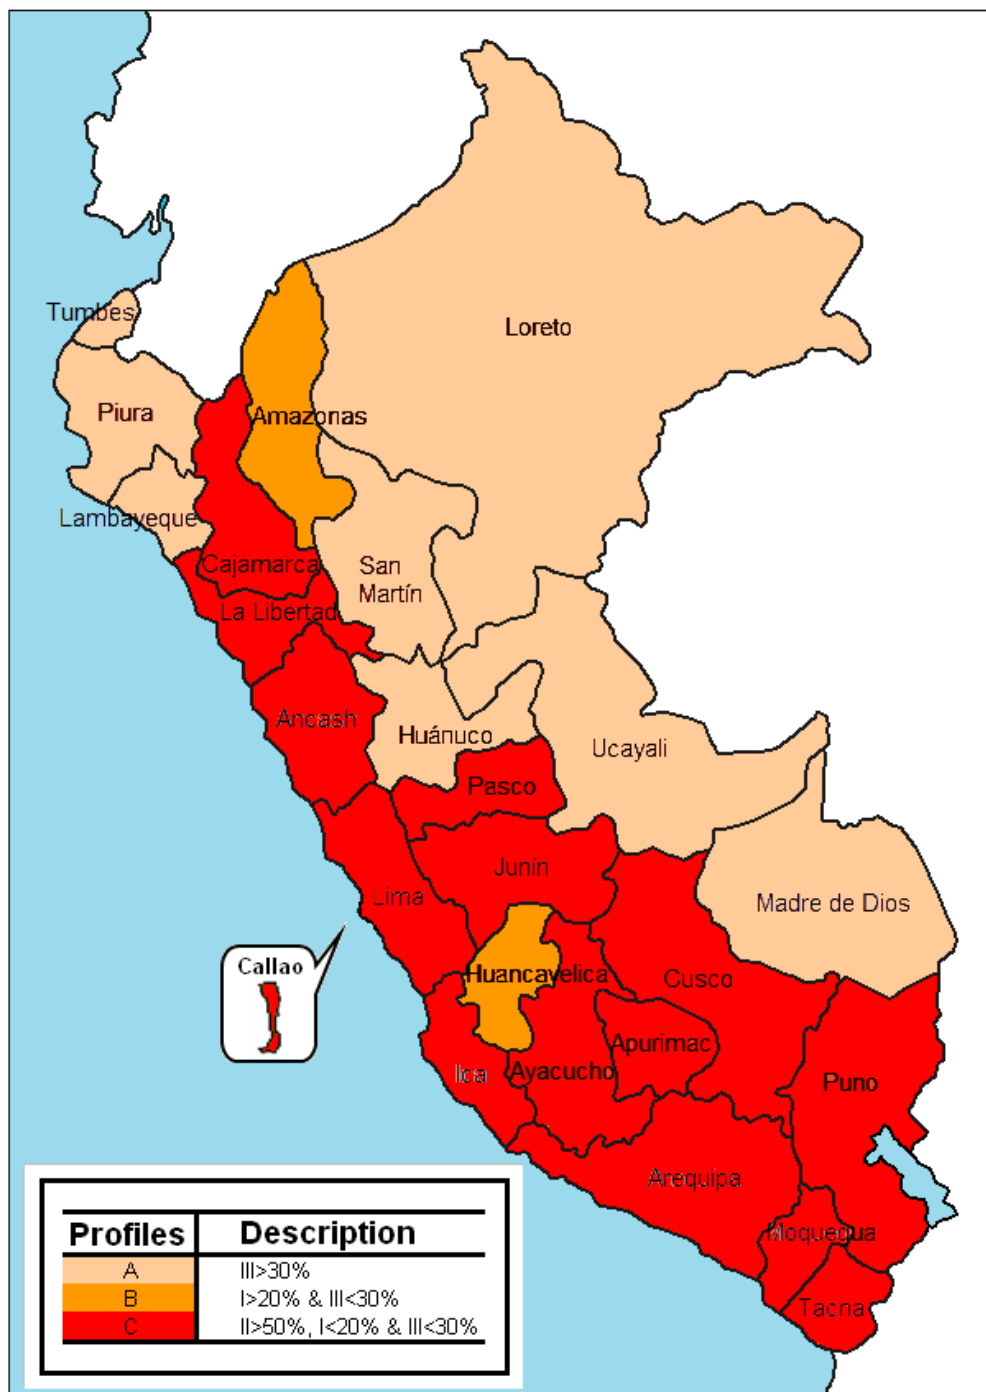 Tumbes
Loreto
Piura
Amazonas
Lambayeque
Cajamarca
San
Martín
La Libertad
Ancash
Huánuco
Ucayali
Pasco
Junín
Lima
Madre de Dios
Callao
Huancavelica
Cusco
Ica
Ayacucho
Apurimac
Puno
Arequipa
Moquegua
Tacna
Profiles Description
A III>30%
B I>20% & III<30%
C II>50%, I<20% & III<30%